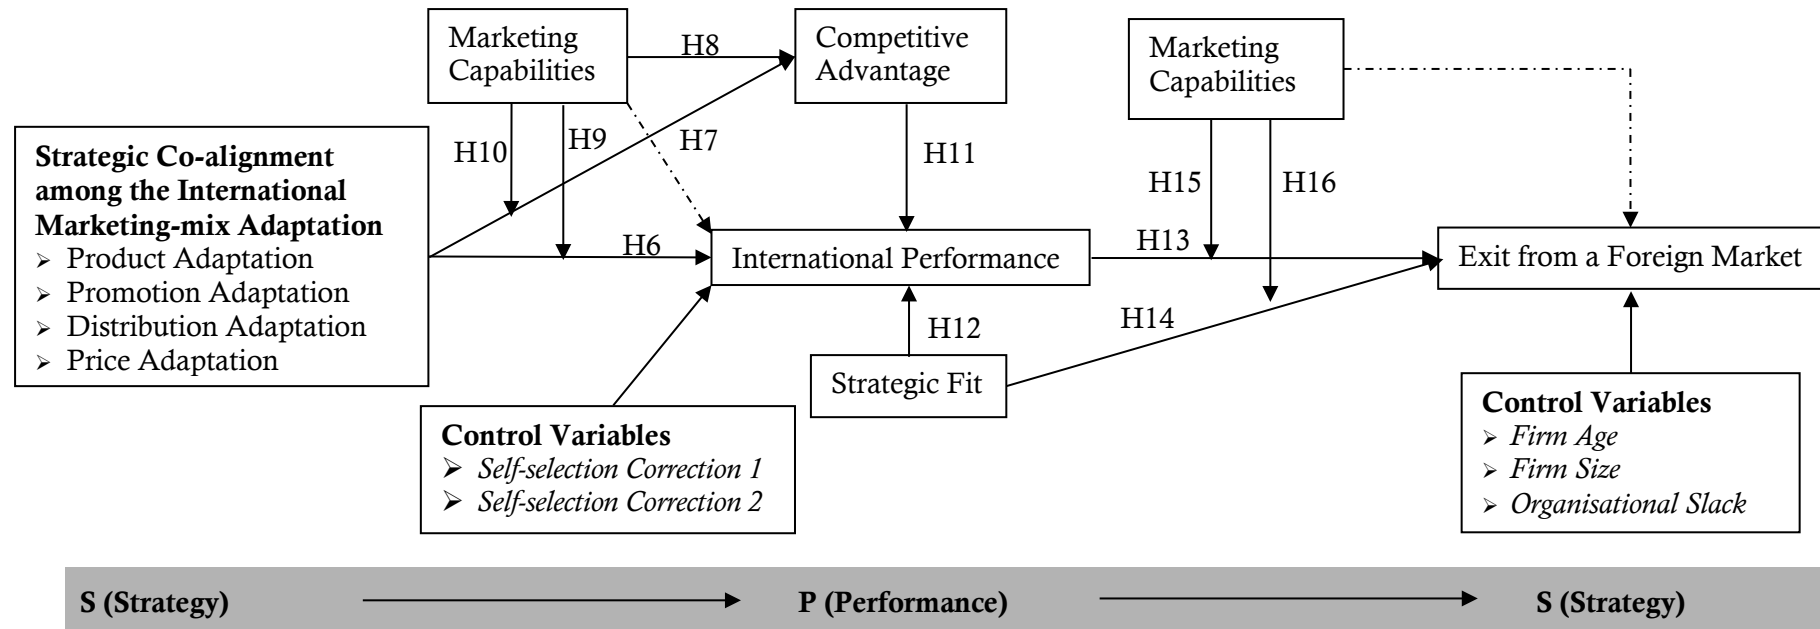 Marketing
Capabilities
H8
Competitive
Advantage
Marketing
Capabilities
H10
H9
H7
H11
H15
H16
Strategic Co-alignment
among the International
Marketing-mix Adaptation
➢ Product Adaptation
➢ Promotion Adaptation
➢ Distribution Adaptation
➢ Price Adaptation
H6
International Performance
H13
Exit from a Foreign Market
H12
H14
Strategic Fit
Control Variables
➢ Self-selection Correction 1
➢ Self-selection Correction 2
Control Variables
➢ Firm Age
➢ Firm Size
➢ Organisational Slack
S (Strategy)
P (Performance)
S (Strategy)